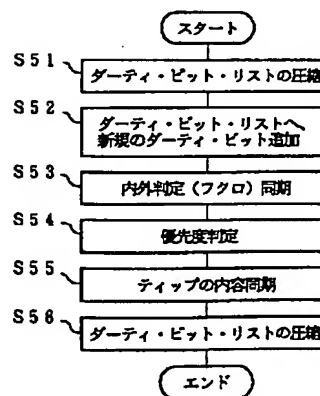 スタート
S51
ダーティ・ビット・リストの圧縮
S52
ダーティ・ビット・リストへ、
新規のダーティ・ビット追加
S53
内外判定（フクロ）同期
S54
優先度判定
S55
ティップの内容同期
S56
ダーティ・ビット・リストの圧縮
エンド